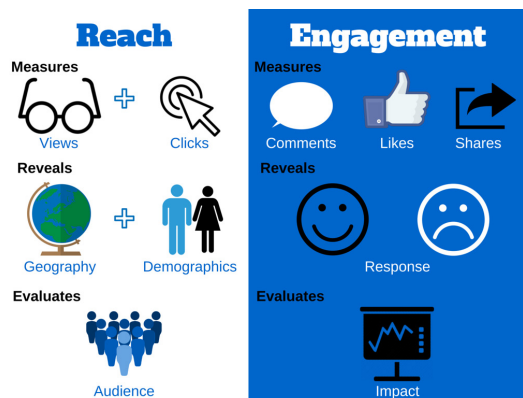 Reach
Measures
Views
Clicks
Reveals
Geography
Demographics
Evaluates
Audience
Engagement
Measures
Comments
Likes
Shares
Reveals
Response
Evaluates
Impact